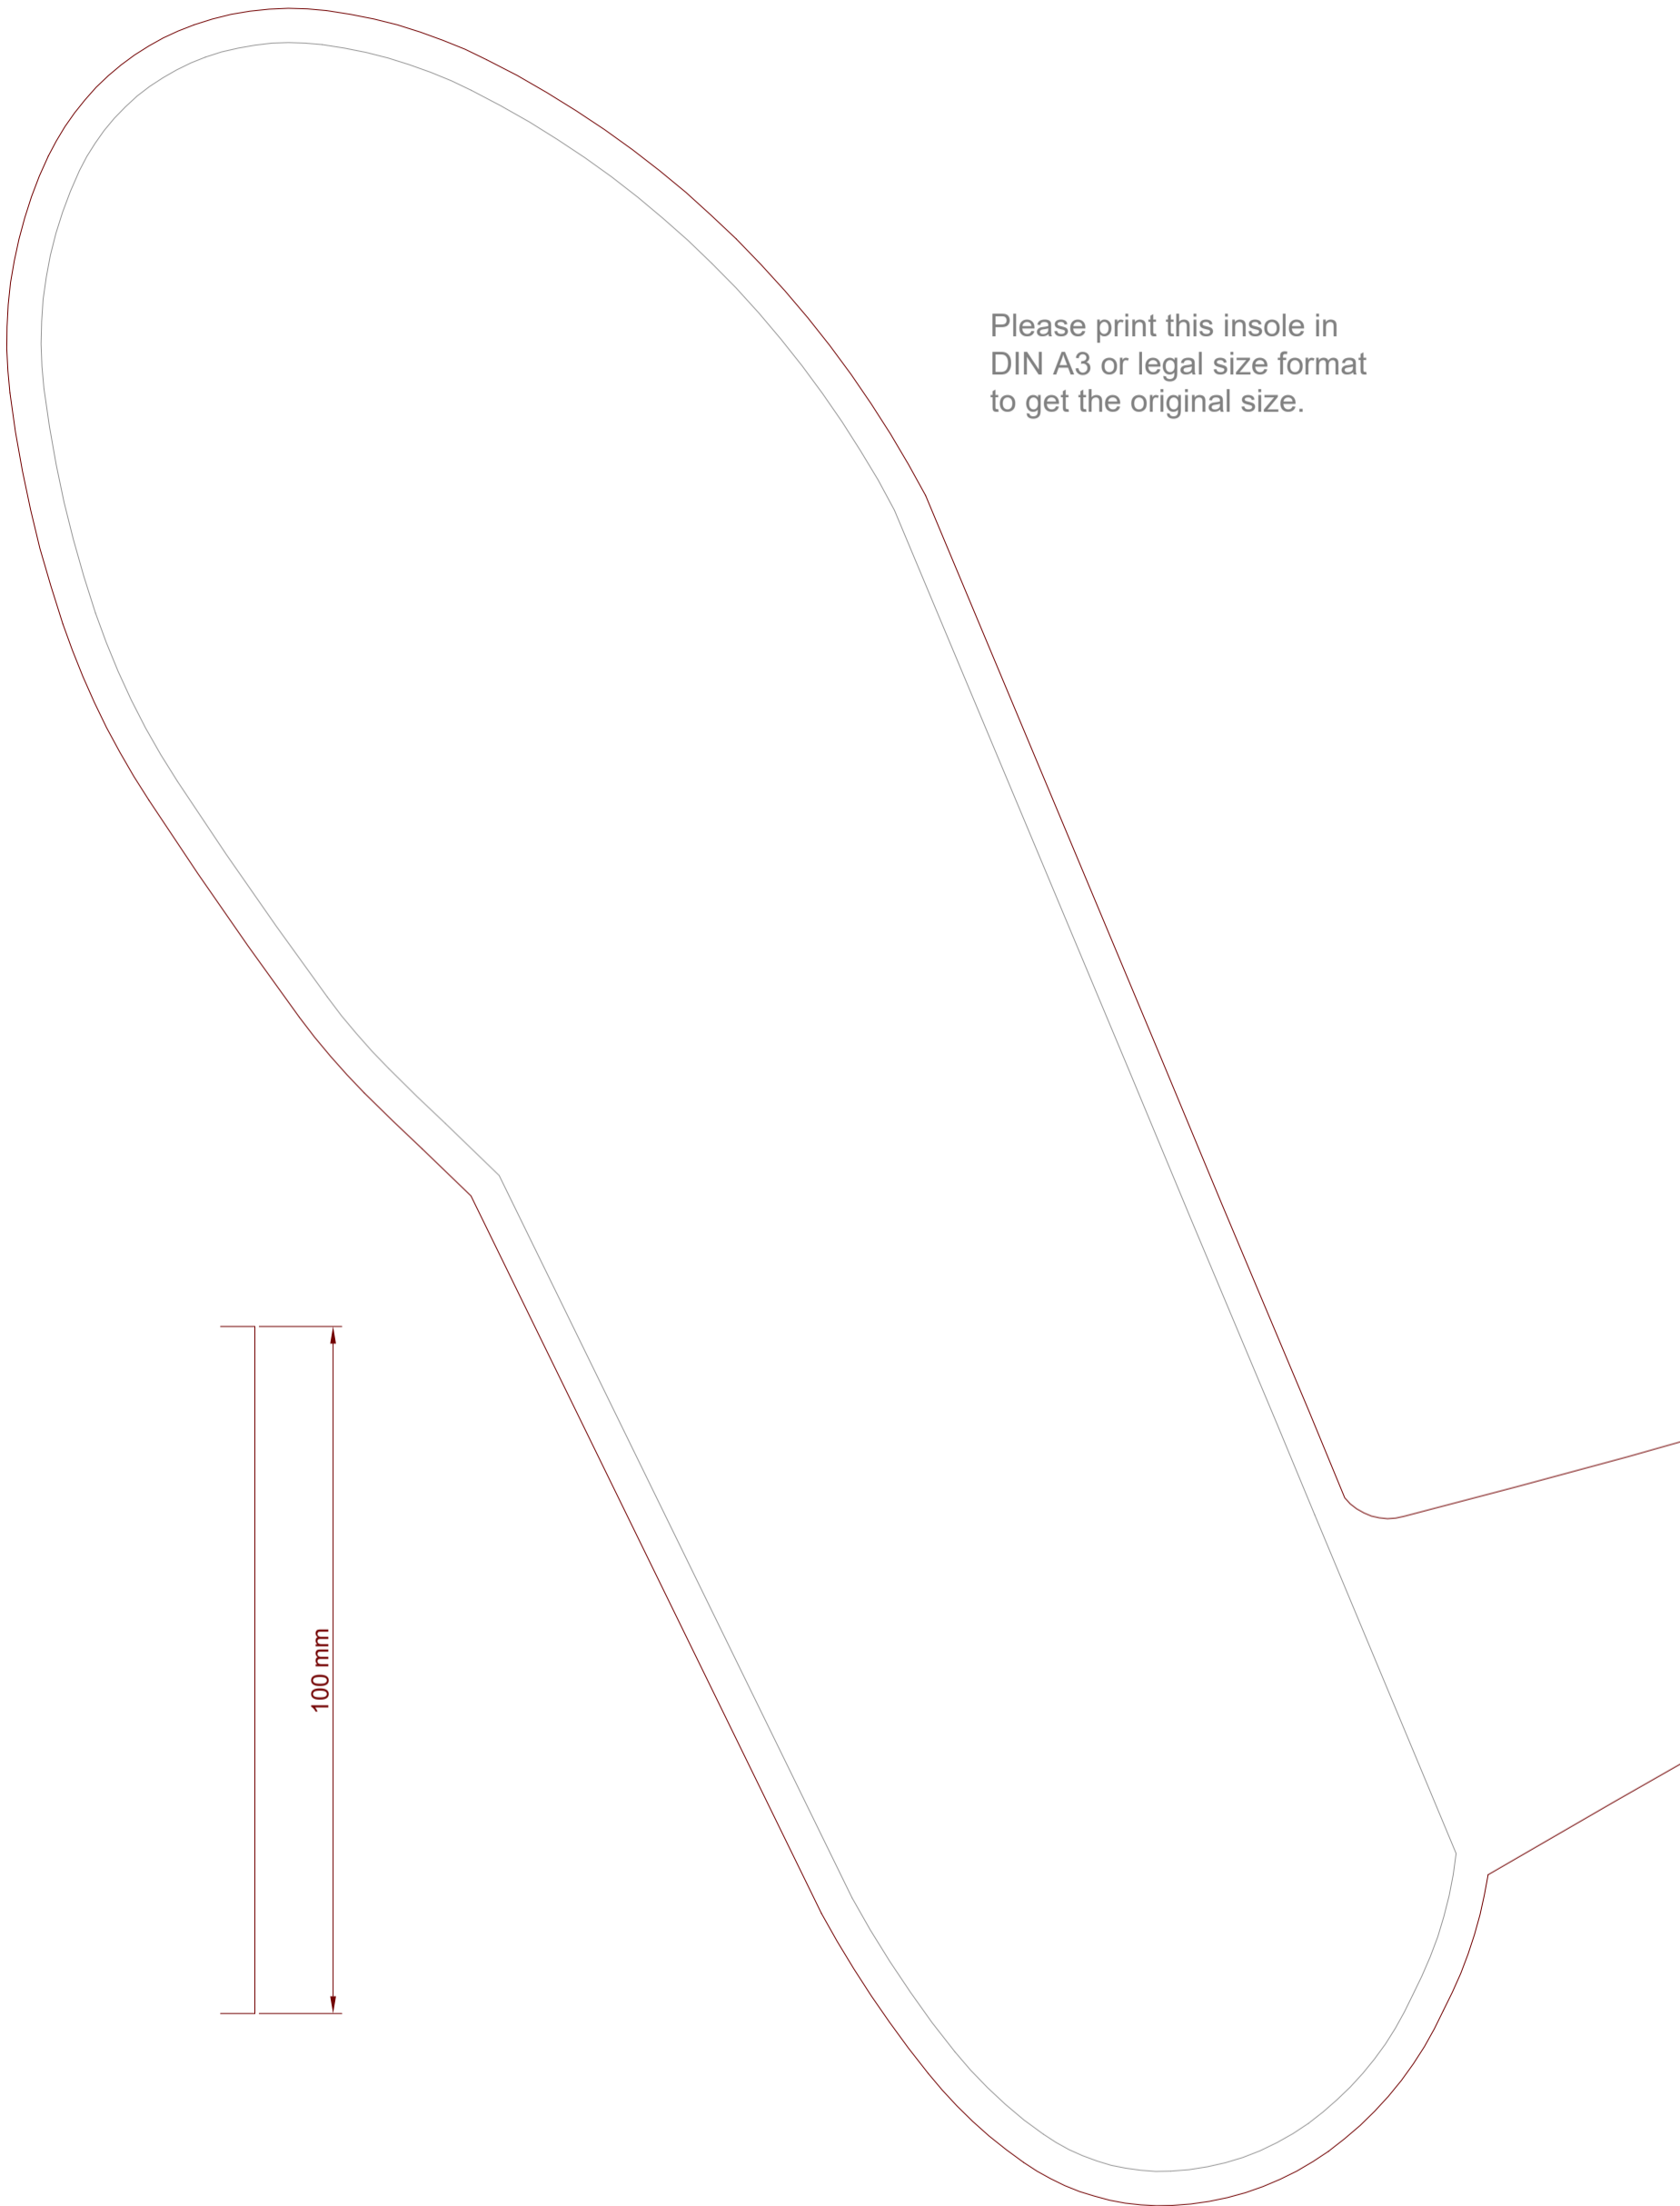 Please print this insole in
DIN A3 or legal size format
to get the original size.
100 mm